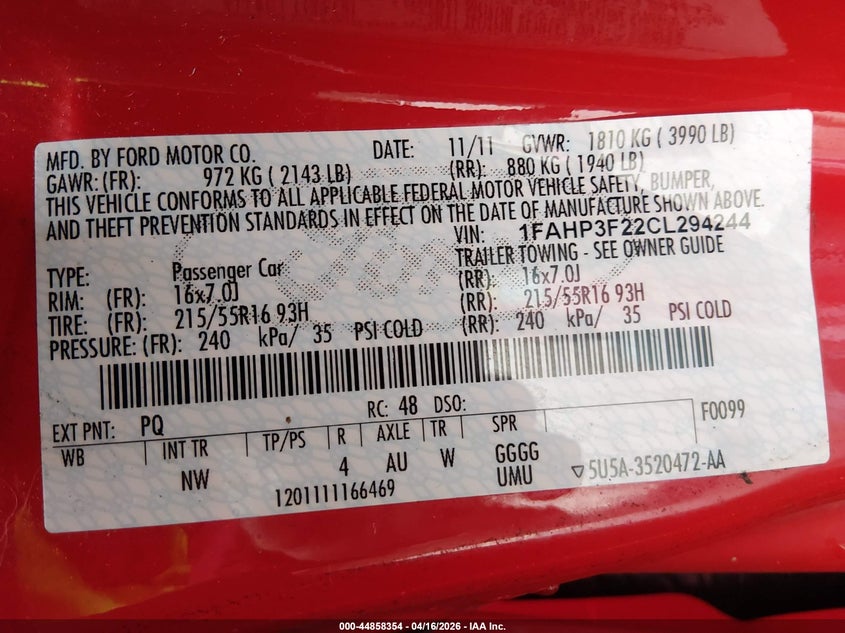 MFD. BY FORD MOTOR CO. DATE: 11/11 GVWR: 1810 KG ( 3990 LB)
GAWR: (FR): 972 KG ( 2143 LB) (RR): 880 KG ( 1940 LB)
THIS VEHICLE CONFORMS TO ALL APPLICABLE FEDERAL MOTOR VEHICLE SAFETY, BUMPER,
AND THEFT PREVENTION STANDARDS IN EFFECT ON THE DATE OF MANUFACTURE SHOWN ABOVE.
VIN: 1FAHP3F22CL294244
TYPE: Passenger Car TRAILER TOWING - SEE OWNER GUIDE
RIM: (FR): 16x7.0J (RR): 16x7.0J
TIRE: (FR): 215/55R16 93H (RR): 215/55R16 93H
PRESSURE: (FR): 240 kPa/ 35 PSI COLD (RR): 240 kPa/ 35 PSI COLD
EXT PNT: PQ RC: 48 DSO: F0099
WB INT TR TP/PS R AXLE TR SPR
NW 4 AU W GGGG
UMU
1201111166469 5U5A-3520472-AA
000-44858354 | 04/16/2026 | IAA Inc.